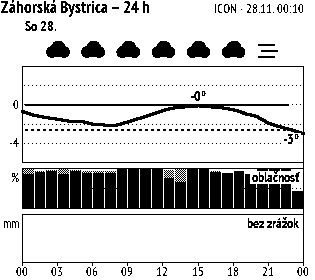 Záhorská Bystrica – 24 h
ICON · 28.11. 00:10
So 28.
0
-0°
-3°
-4
%
oblačnosť
mm
bez zrážok
00 03 06 09 12 15 18 21 00